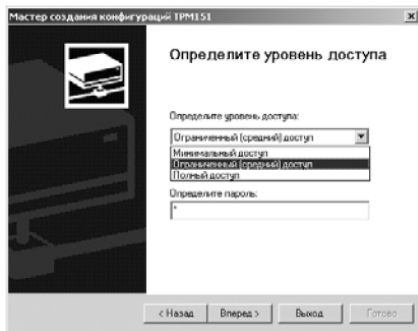 Мастер создания конфигураций ТРМ151
Определите уровень доступа
Определите уровень доступа:
Ограниченный (средний) доступ
Минимальный доступ
Ограниченный (средний) доступ
Полный доступ
Определите пароль:
*
< Назад
Вперед >
Выход
Готово